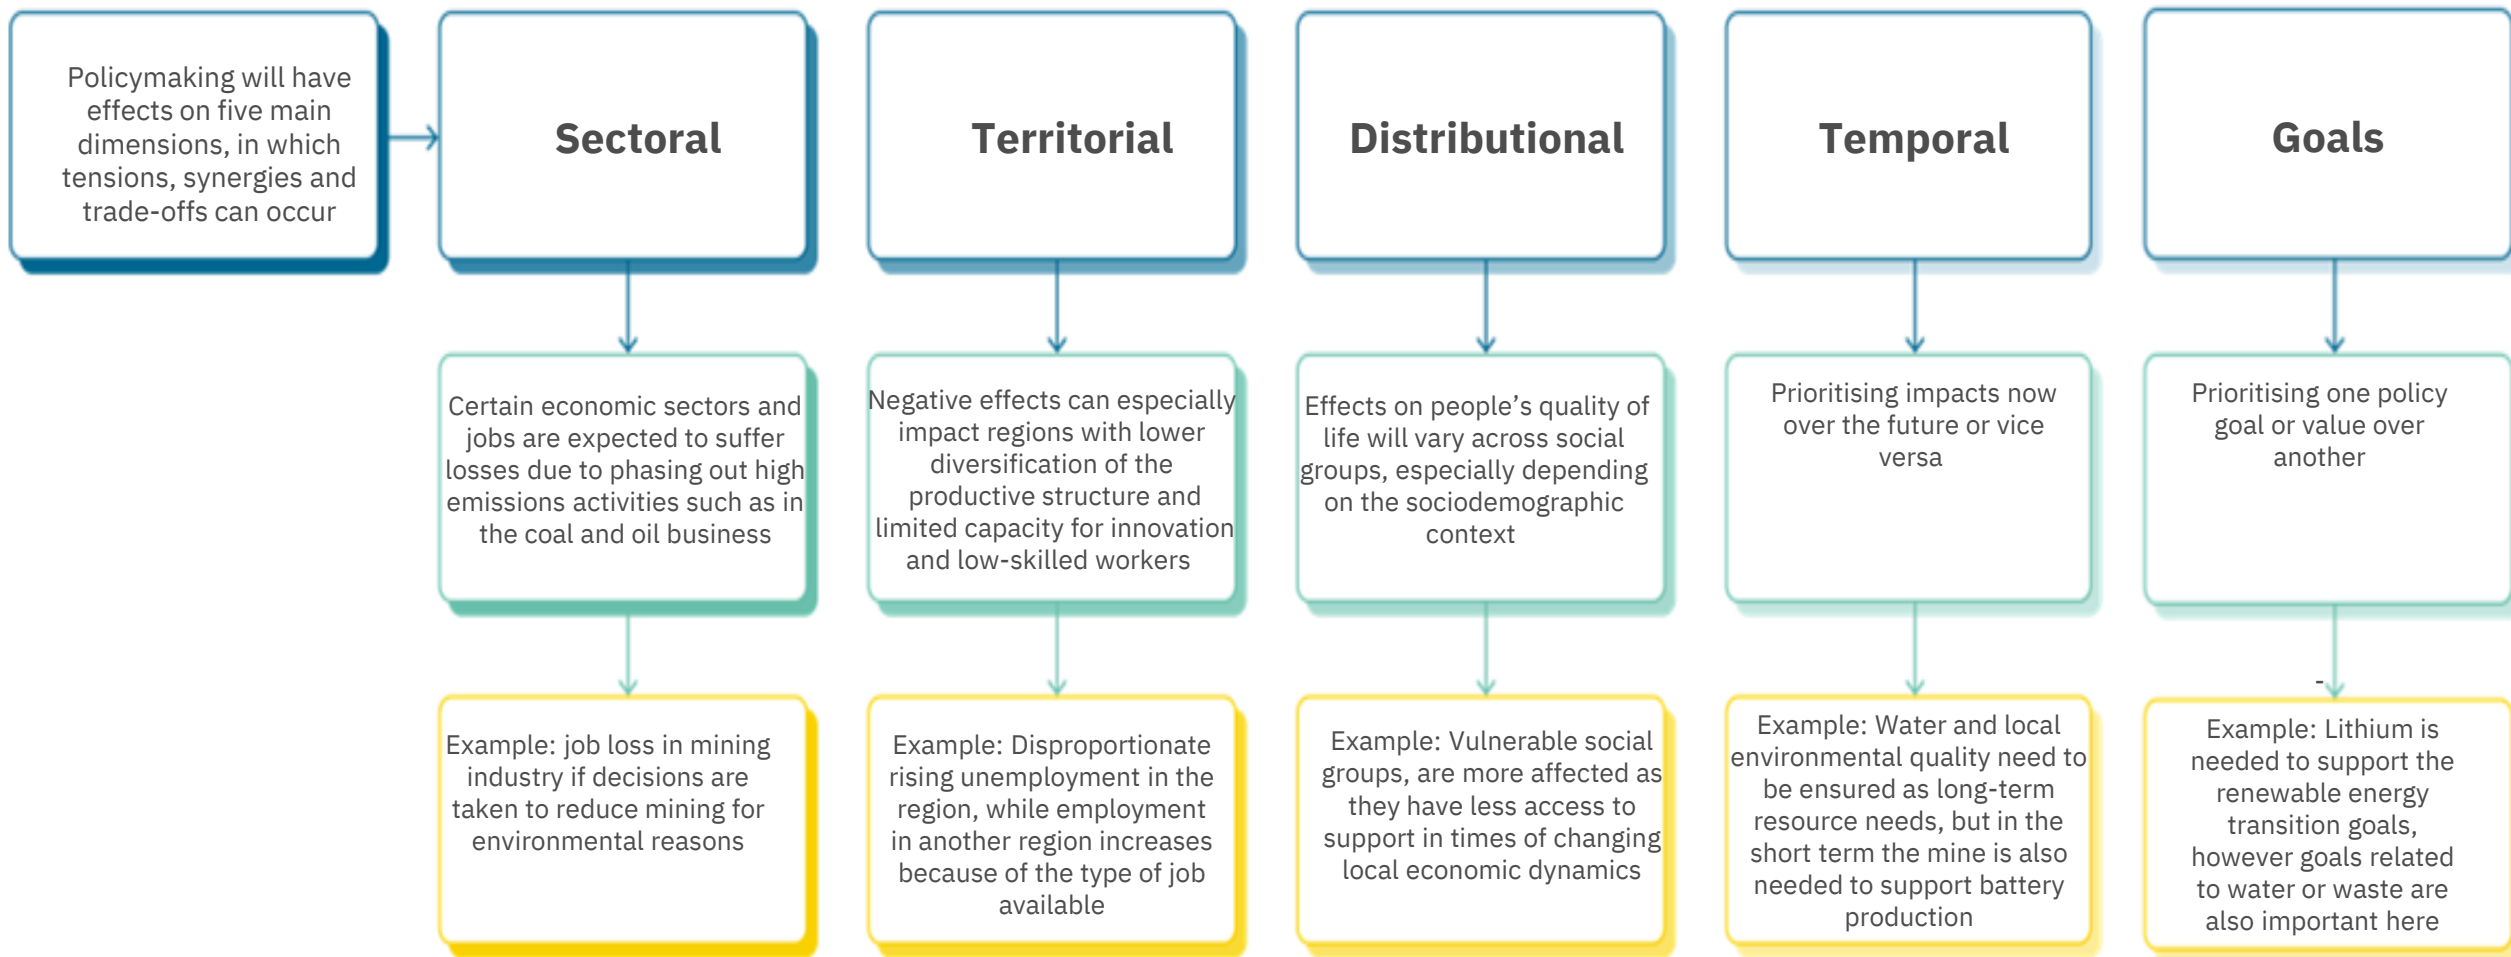 Policymaking will have
effects on five main
dimensions, in which
tensions, synergies and
trade-offs can occur
Sectoral
Territorial
Distributional
Temporal
Goals
Certain economic sectors and
jobs are expected to suffer
losses due to phasing out high
emissions activities such as in
the coal and oil business
Negative effects can especially
impact regions with lower
diversification of the
productive structure and
limited capacity for innovation
and low-skilled workers
Effects on people’s quality of
life will vary across social
groups, especially depending
on the sociodemographic
context
Prioritising impacts now
over the future or vice
versa
Prioritising one policy
goal or value over
another
-
Example: job loss in mining
industry if decisions are
taken to reduce mining for
environmental reasons
Example: Disproportionate
rising unemployment in the
region, while employment
in another region increases
because of the type of job
available
Example: Vulnerable social
groups, are more affected as
they have less access to
support in times of changing
local economic dynamics
Example: Water and local
environmental quality need to
be ensured as long-term
resource needs, but in the
short term the mine is also
needed to support battery
production
Example: Lithium is
needed to support the
renewable energy
transition goals,
however goals related
to water or waste are
also important here